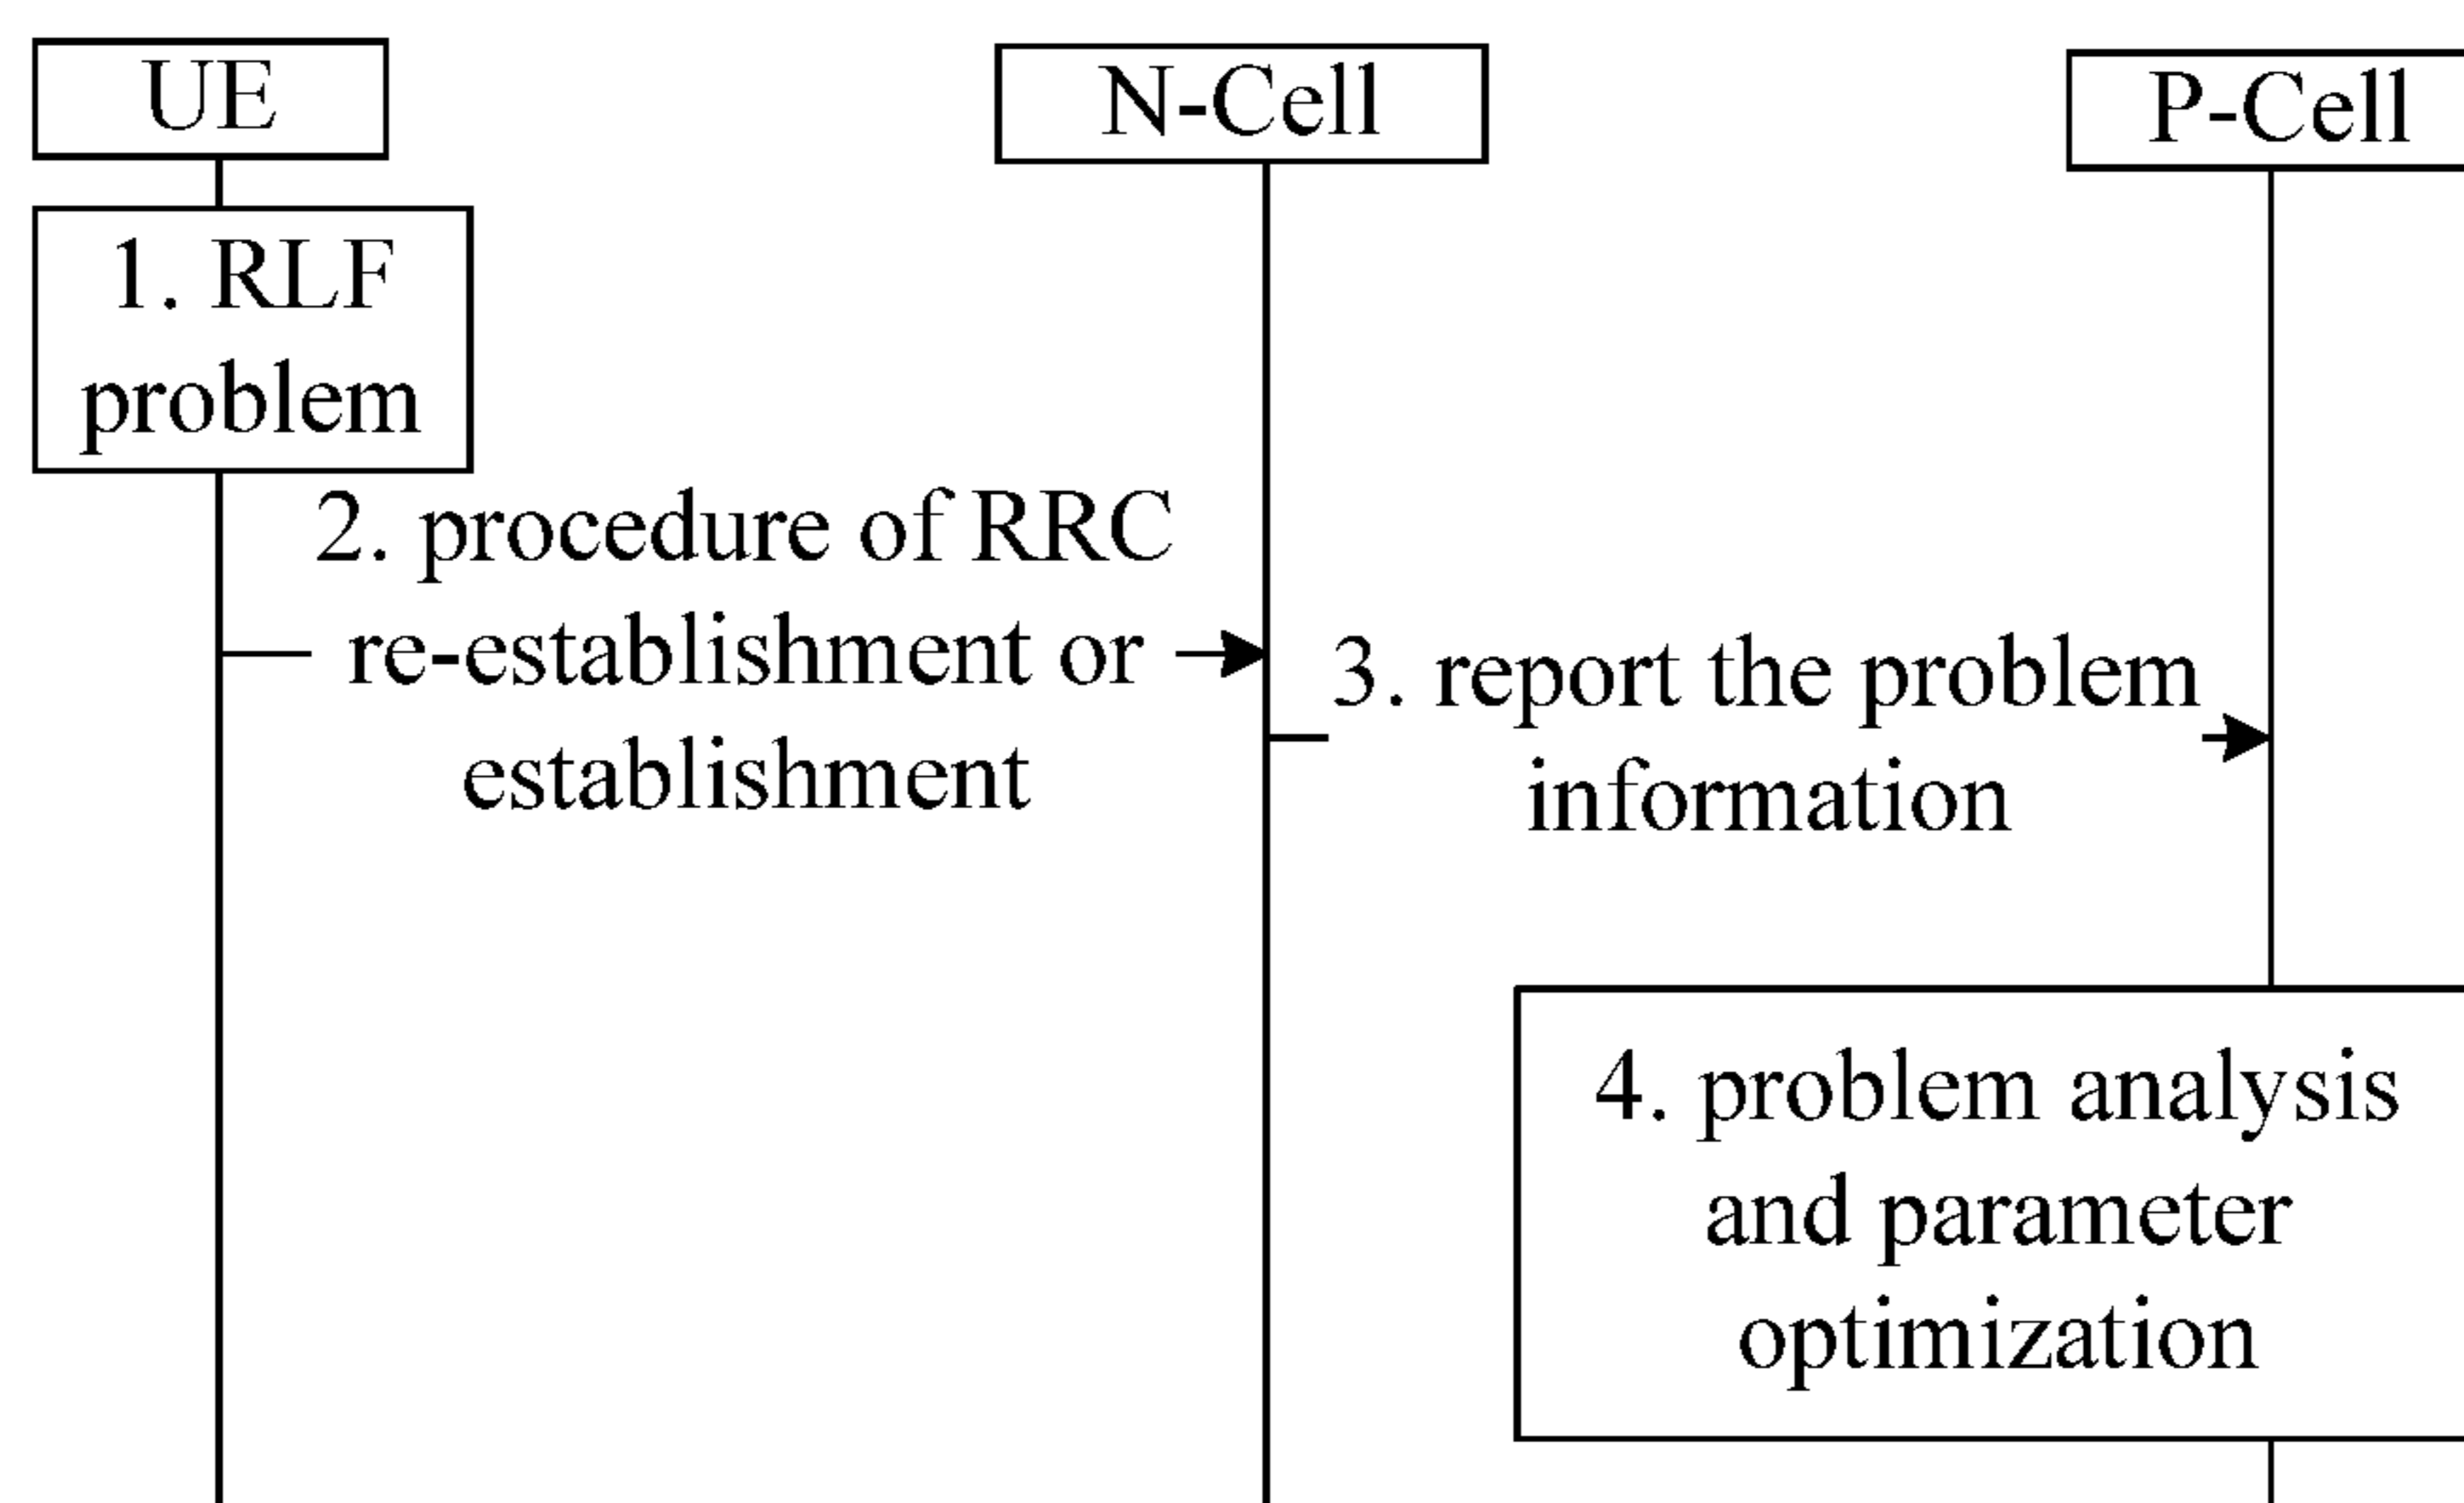 UE
N-Cell
P-Cell
1. RLF
problem
2. procedure of RRC
re-establishment or
establishment
3. report the problem
information
4. problem analysis
and parameter
optimization